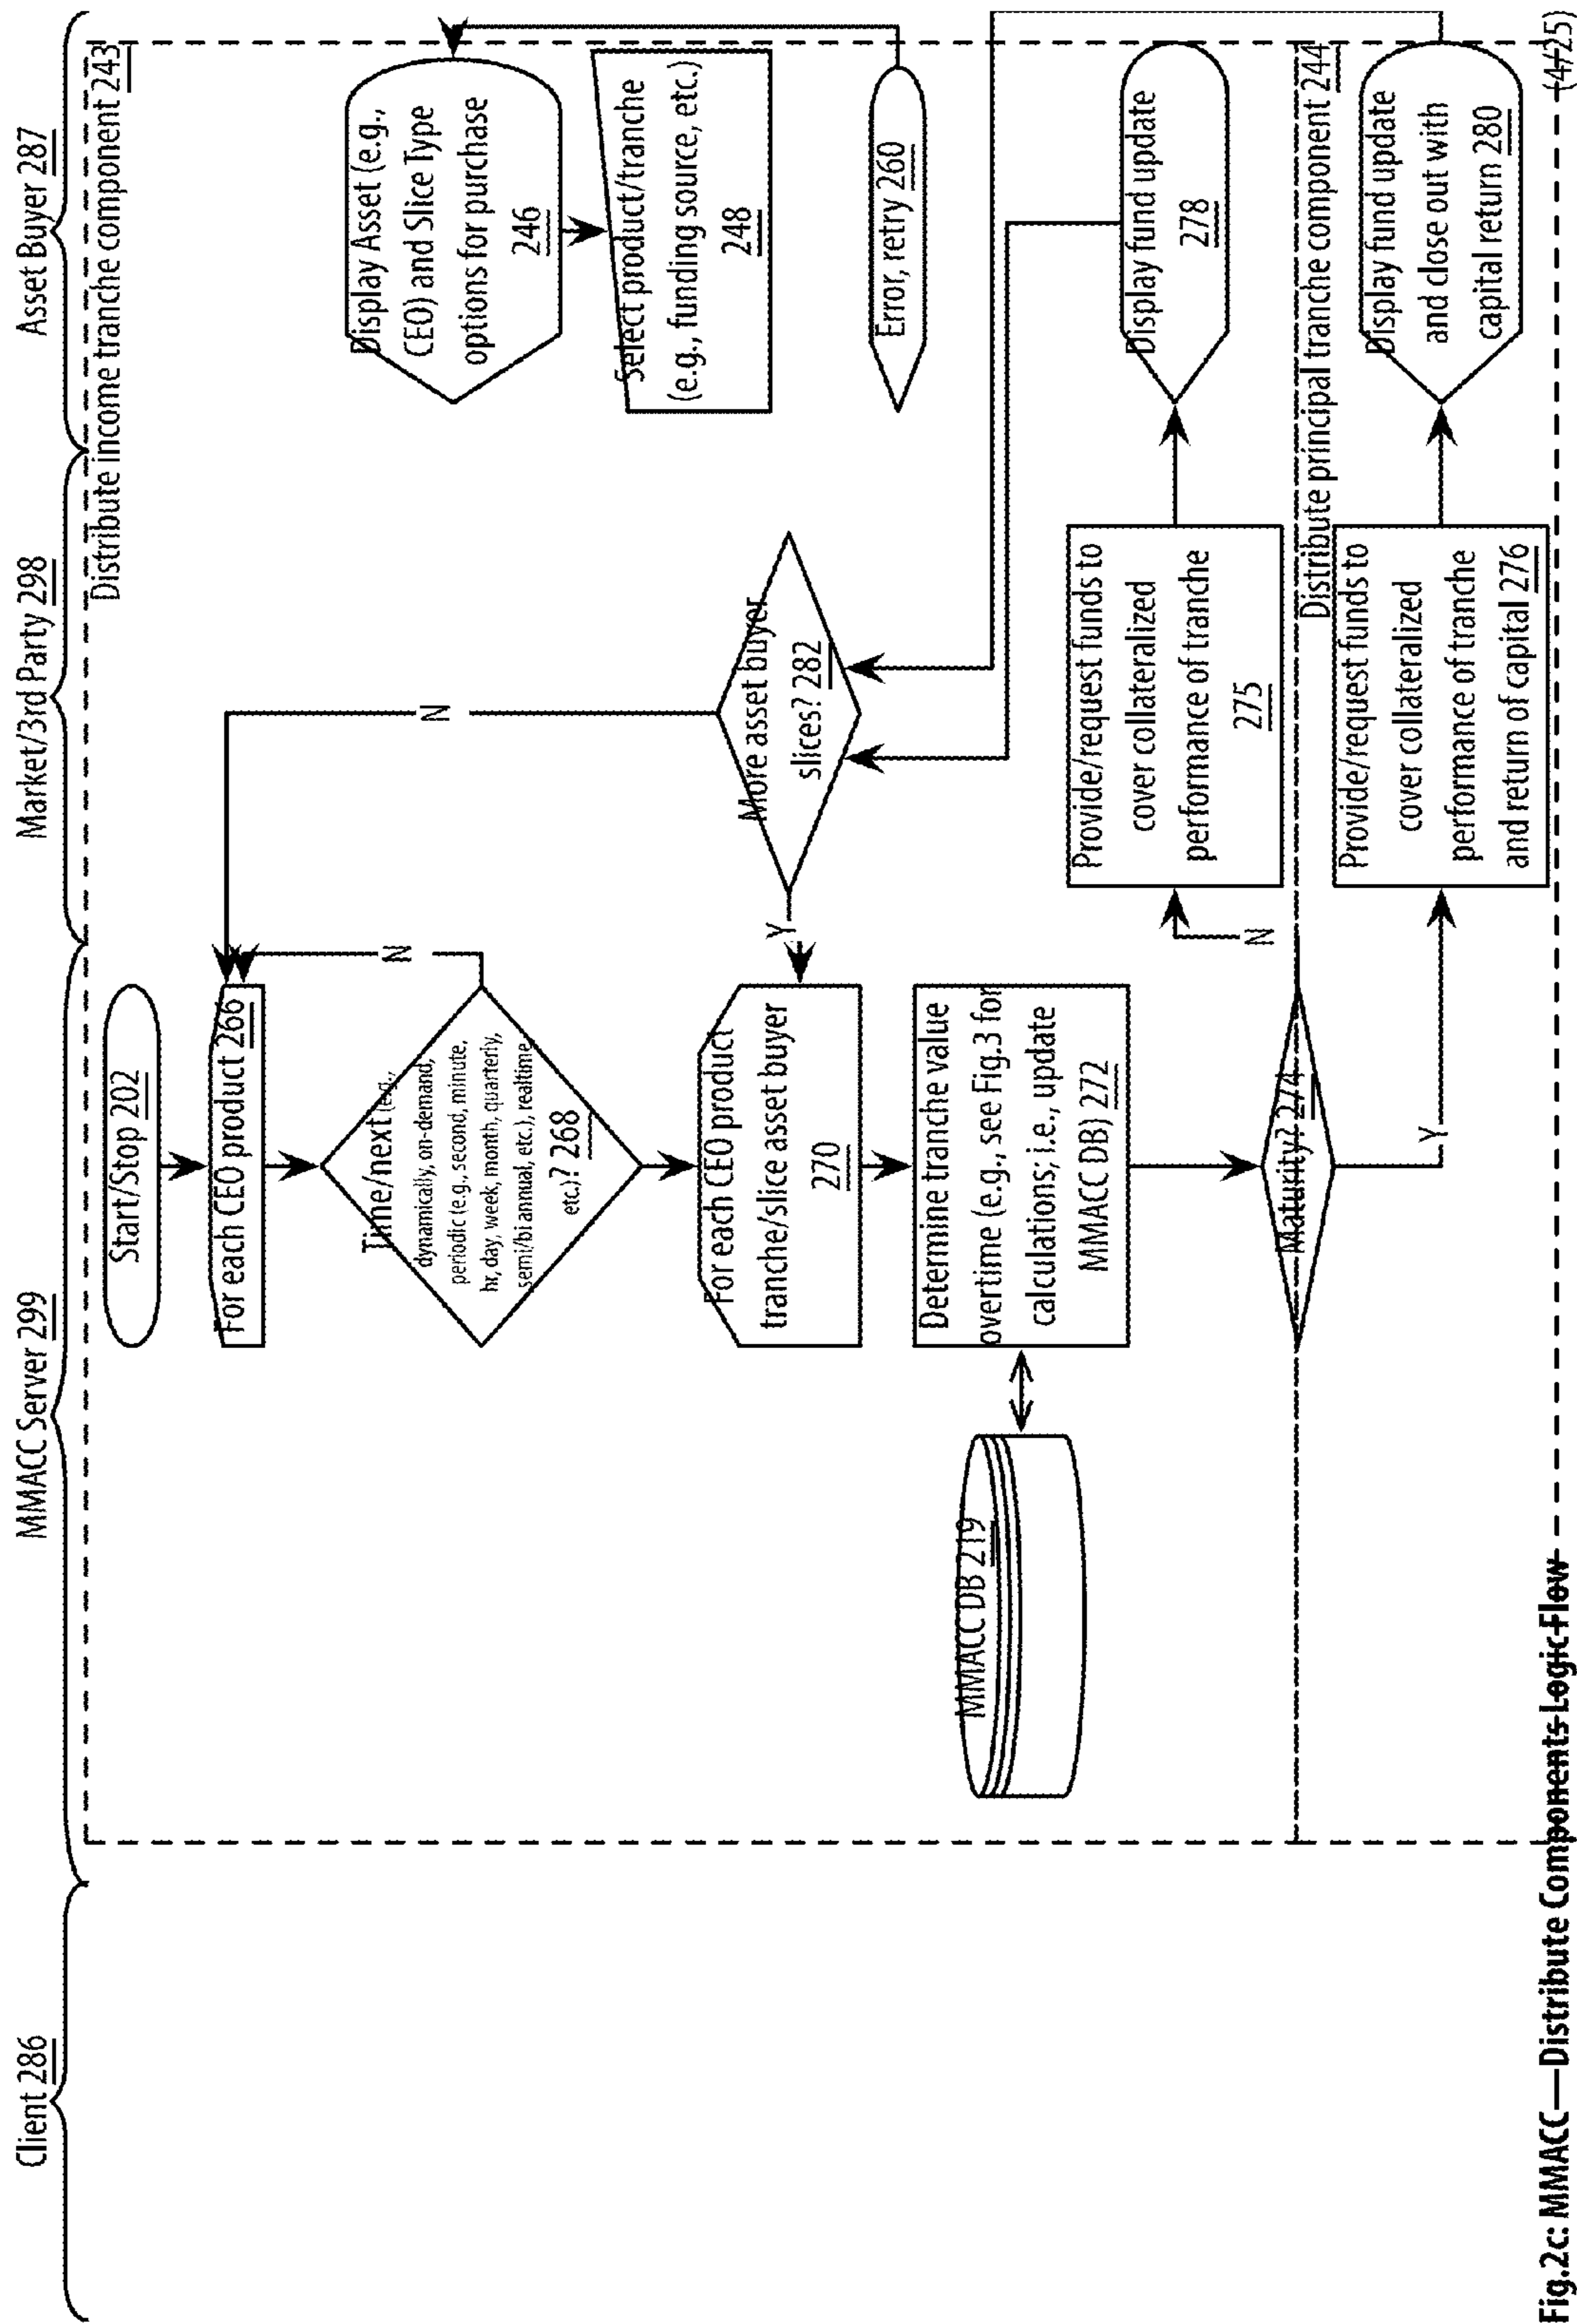 Client 286
MMACC Server 299
Market/3rd Party 298
Asset Buyer 287
Distribute income tranche component 243
Start/Stop 202
For each CEO product 266
N
Time/next (e.g.,
dynamically, on-demand,
periodic (e.g., second, minute,
hr, day, week, month, quarterly,
semi/bi annual, etc.), realtime,
etc.)? 268
N
For each CEO product
tranche/slice asset buyer
270
Y
More asset buyer
slices? 282
Determine tranche value
overtime (e.g., see Fig.3 for
calculations; i.e., update
MMACC DB) 272
MMACC DB 219
Maturity? 274
N
Y
Display Asset (e.g.,
CEO) and Slice Type
options for purchase
246
Select product/tranche
(e.g., funding source, etc.)
248
Error, retry 260
Provide/request funds to
cover collateralized
performance of tranche
275
Display fund update
278
Distribute principal tranche component 244
Provide/request funds to
cover collateralized
performance of tranche
and return of capital 276
Display fund update
and close out with
capital return 280
Fig.2c: MMACC—Distribute Components Logic Flow
(4/25)